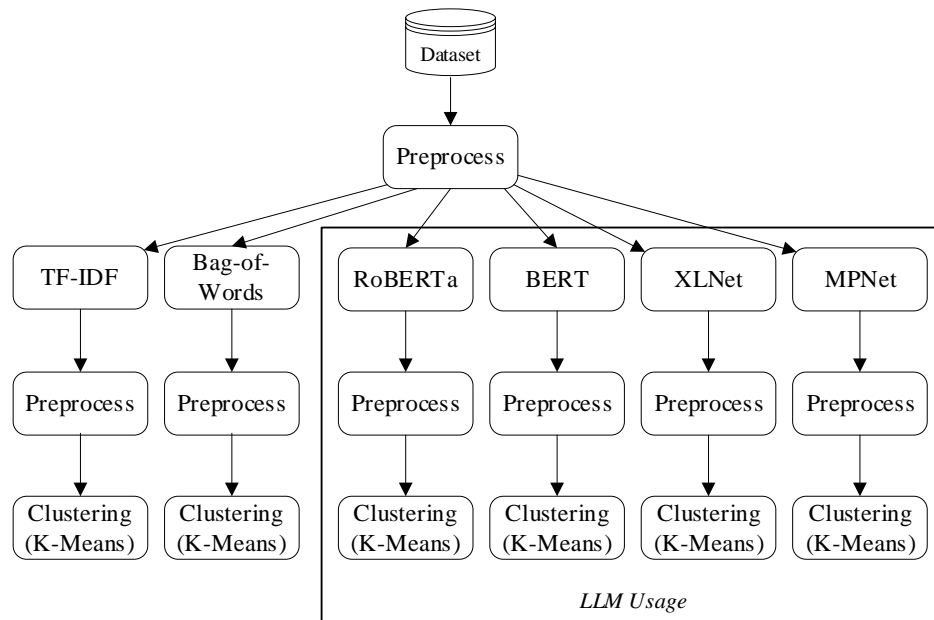 Dataset
Preprocess
TF-IDF
Bag-of-
Words
RoBERTa
BERT
XLNet
MPNet
Preprocess
Preprocess
Preprocess
Preprocess
Preprocess
Preprocess
Clustering
(K-Means)
Clustering
(K-Means)
Clustering
(K-Means)
Clustering
(K-Means)
Clustering
(K-Means)
Clustering
(K-Means)
LLM Usage